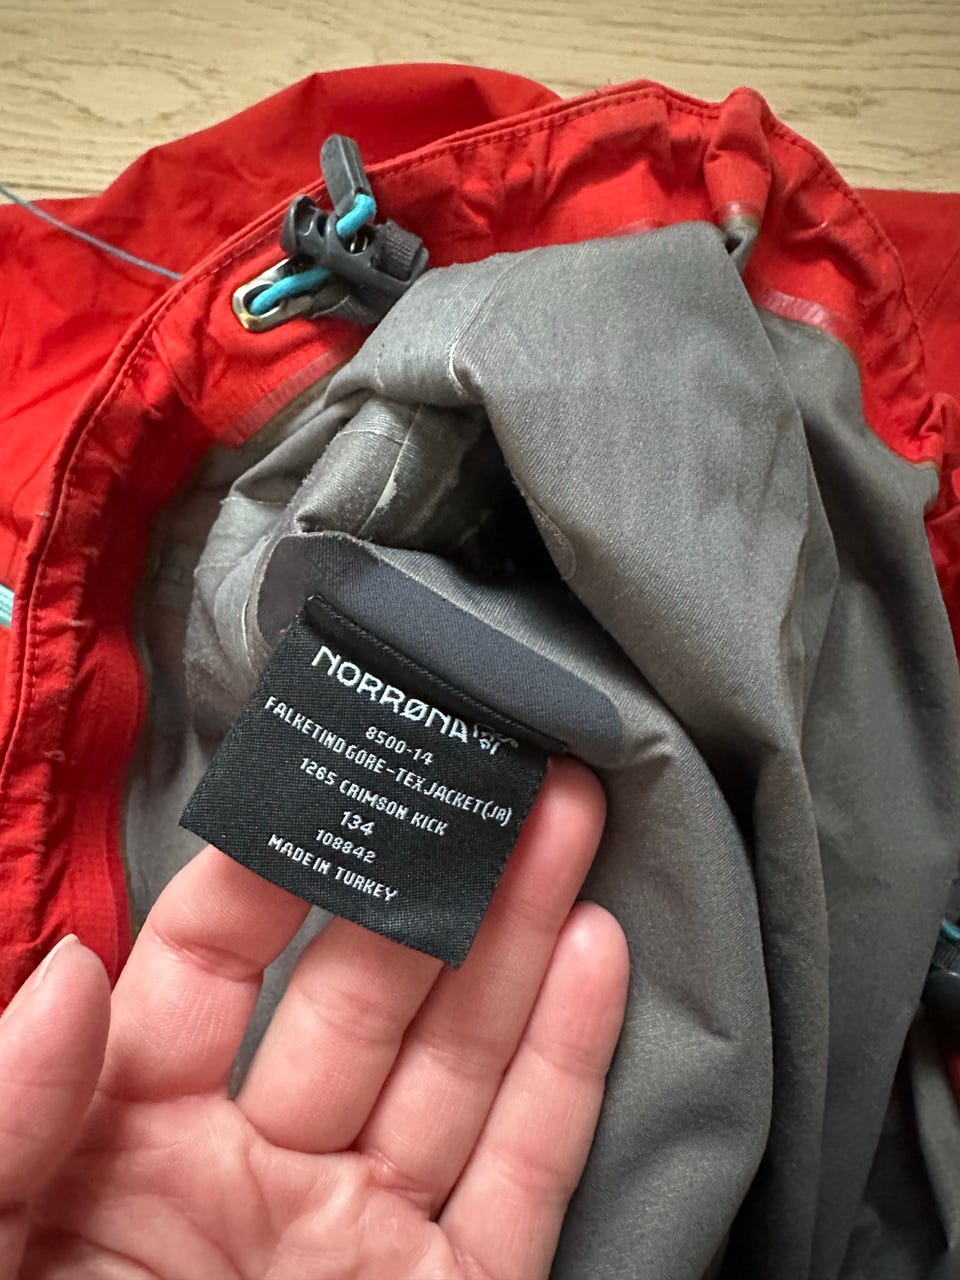 NORRØNA
8500-14
FALKETIND GORE-TEX JACKET(JR)
1265 CRIMSON KICK
134
108842
MADE IN TURKEY